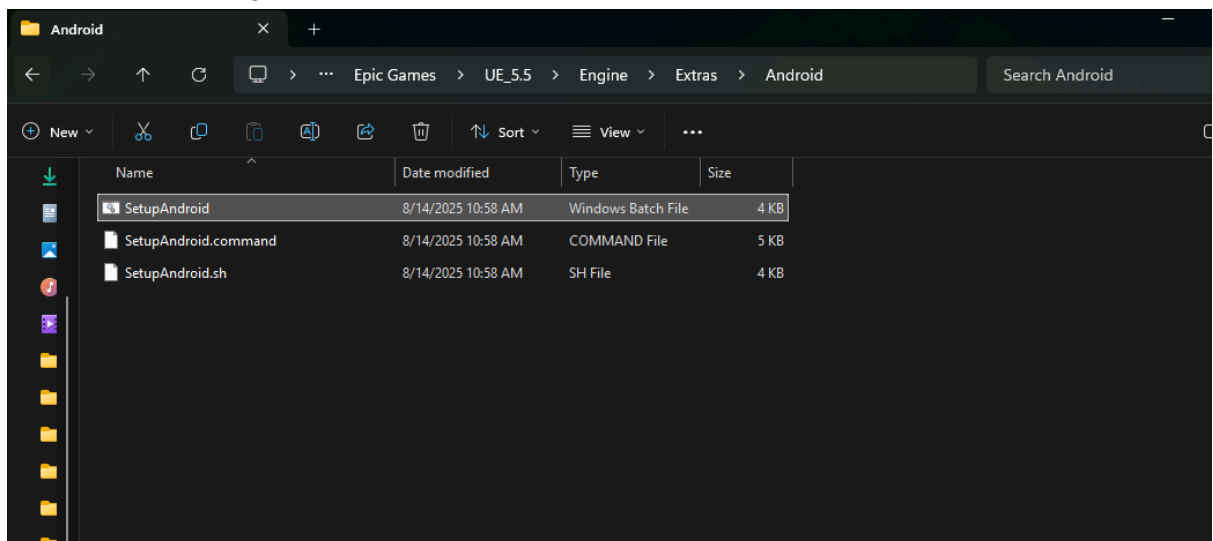 Android
Epic Games > UE_5.5 > Engine > Extras > Android Search Android
New Sort View
Name Date modified Type Size
SetupAndroid 8/14/2025 10:58 AM Windows Batch File 4 KB
SetupAndroid.command 8/14/2025 10:58 AM COMMAND File 5 KB
SetupAndroid.sh 8/14/2025 10:58 AM SH File 4 KB